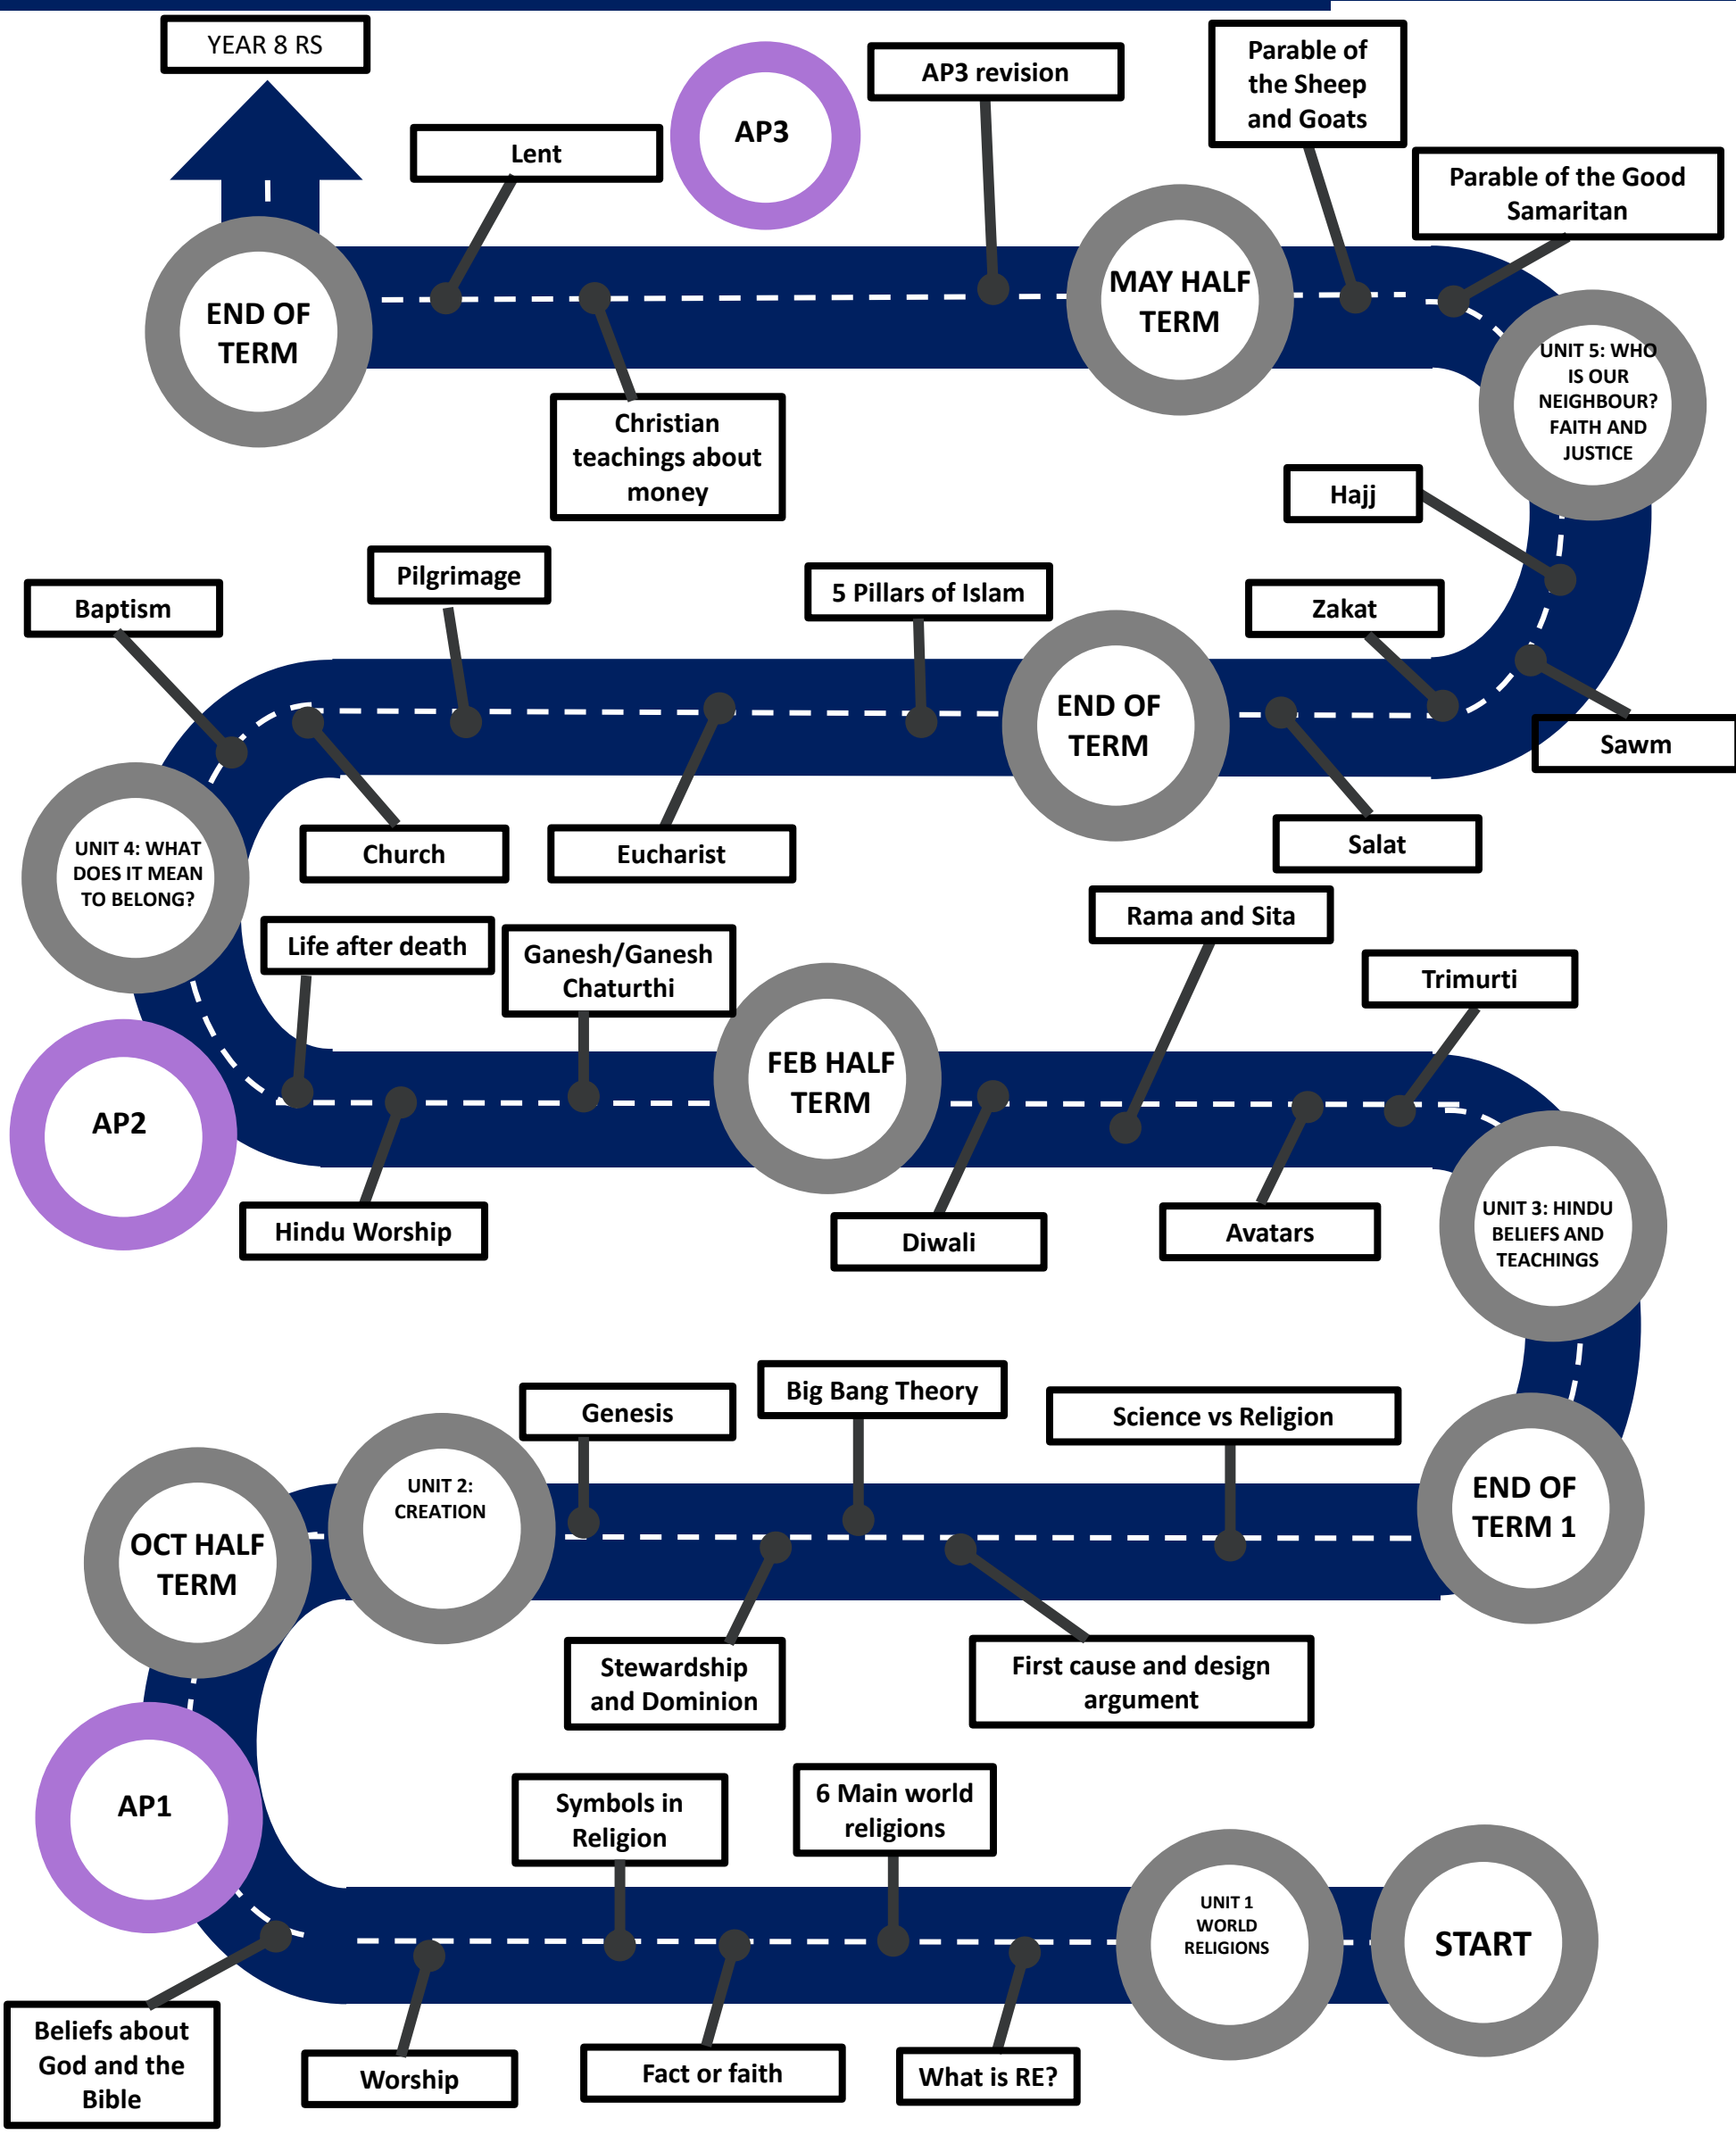 YEAR 8 RS
AP3
AP3 revision
Parable of
the Sheep
and Goats
Lent
Parable of the Good
Samaritan
END OF
TERM
MAY HALF
TERM
UNIT 5: WHO
IS OUR
NEIGHBOUR?
FAITH AND
JUSTICE
Christian
teachings about
money
Hajj
Baptism
Pilgrimage
5 Pillars of Islam
Zakat
END OF
TERM
Sawm
UNIT 4: WHAT
DOES IT MEAN
TO BELONG?
Church
Eucharist
Salat
Life after death
Ganesh/Ganesh
Chaturthi
Rama and Sita
Trimurti
AP2
FEB HALF
TERM
Hindu Worship
Diwali
Avatars
UNIT 3: HINDU
BELIEFS AND
TEACHINGS
Genesis
Big Bang Theory
Science vs Religion
OCT HALF
TERM
UNIT 2:
CREATION
END OF
TERM 1
Stewardship
and Dominion
First cause and design
argument
AP1
Symbols in
Religion
6 Main world
religions
UNIT 1
WORLD
RELIGIONS
START
Beliefs about
God and the
Bible
Worship
Fact or faith
What is RE?